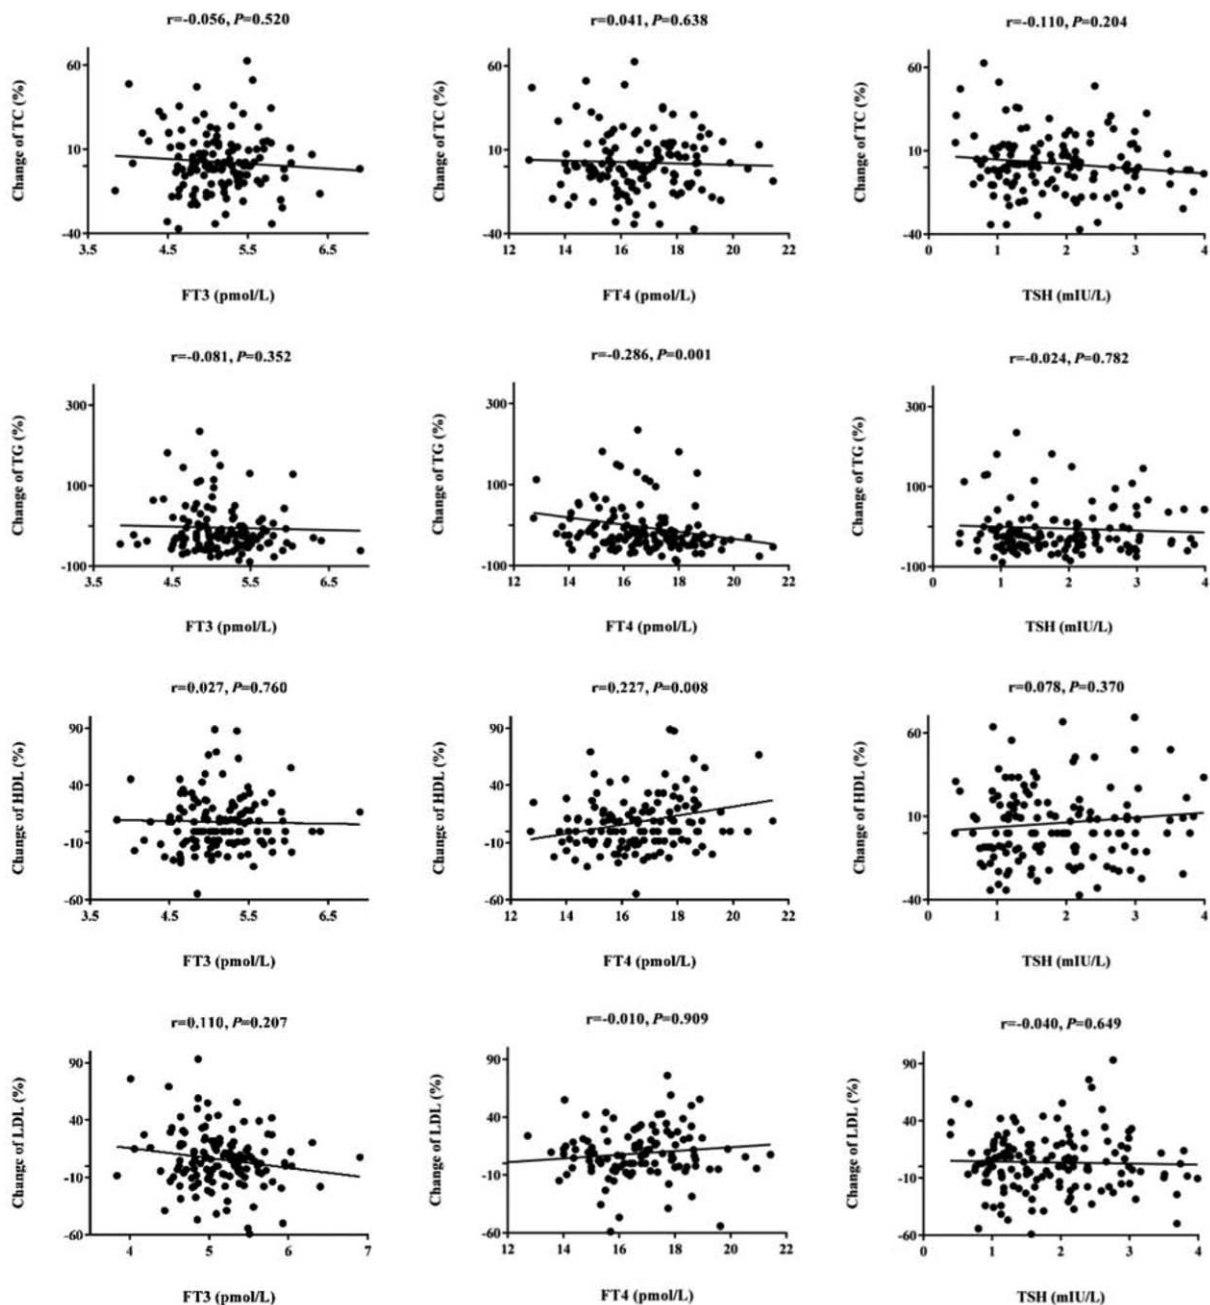 r=-0.056, P=0.520
Change of TC (%)
60
10
-40
3.5 4.5 5.5 6.5
FT3 (pmol/L)
r=0.041, P=0.638
Change of TC (%)
60
10
-40
12 14 16 18 20 22
FT4 (pmol/L)
r=-0.110, P=0.204
Change of TC (%)
60
10
-40
0 1 2 3 4
TSH (mIU/L)
r=-0.081, P=0.352
Change of TG (%)
300
100
-100
3.5 4.5 5.5 6.5
FT3 (pmol/L)
r=-0.286, P=0.001
Change of TG (%)
300
100
-100
12 14 16 18 20 22
FT4 (pmol/L)
r=-0.024, P=0.782
Change of TG (%)
300
100
-100
0 1 2 3 4
TSH (mIU/L)
r=0.027, P=0.760
Change of HDL (%)
90
40
-10
-60
3.5 4.5 5.5 6.5
FT3 (pmol/L)
r=0.227, P=0.008
Change of HDL (%)
90
40
-10
-60
12 14 16 18 20 22
FT4 (pmol/L)
r=0.078, P=0.370
Change of HDL (%)
60
10
-40
0 1 2 3 4
TSH (mIU/L)
r=0.110, P=0.207
Change of LDL (%)
90
40
-10
-60
4 5 6 7
FT3 (pmol/L)
r=-0.010, P=0.909
Change of LDL (%)
90
40
-10
-60
12 14 16 18 20 22
FT4 (pmol/L)
r=-0.040, P=0.649
Change of LDL (%)
90
40
-10
-60
0 1 2 3 4
TSH (mIU/L)